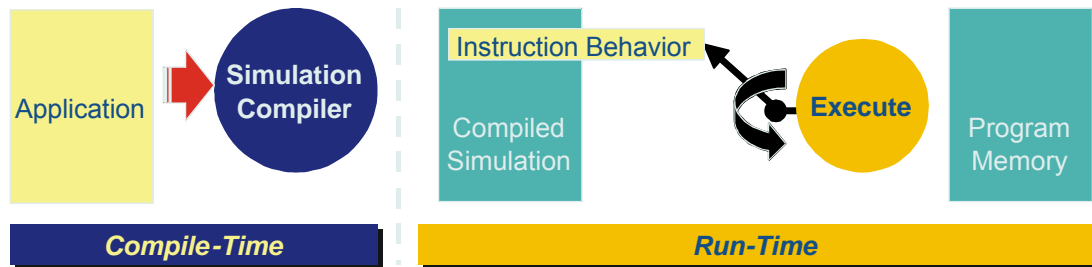 Application
Simulation
Compiler
Instruction Behavior
Compiled
Simulation
Execute
Program
Memory
Compile-Time
Run-Time